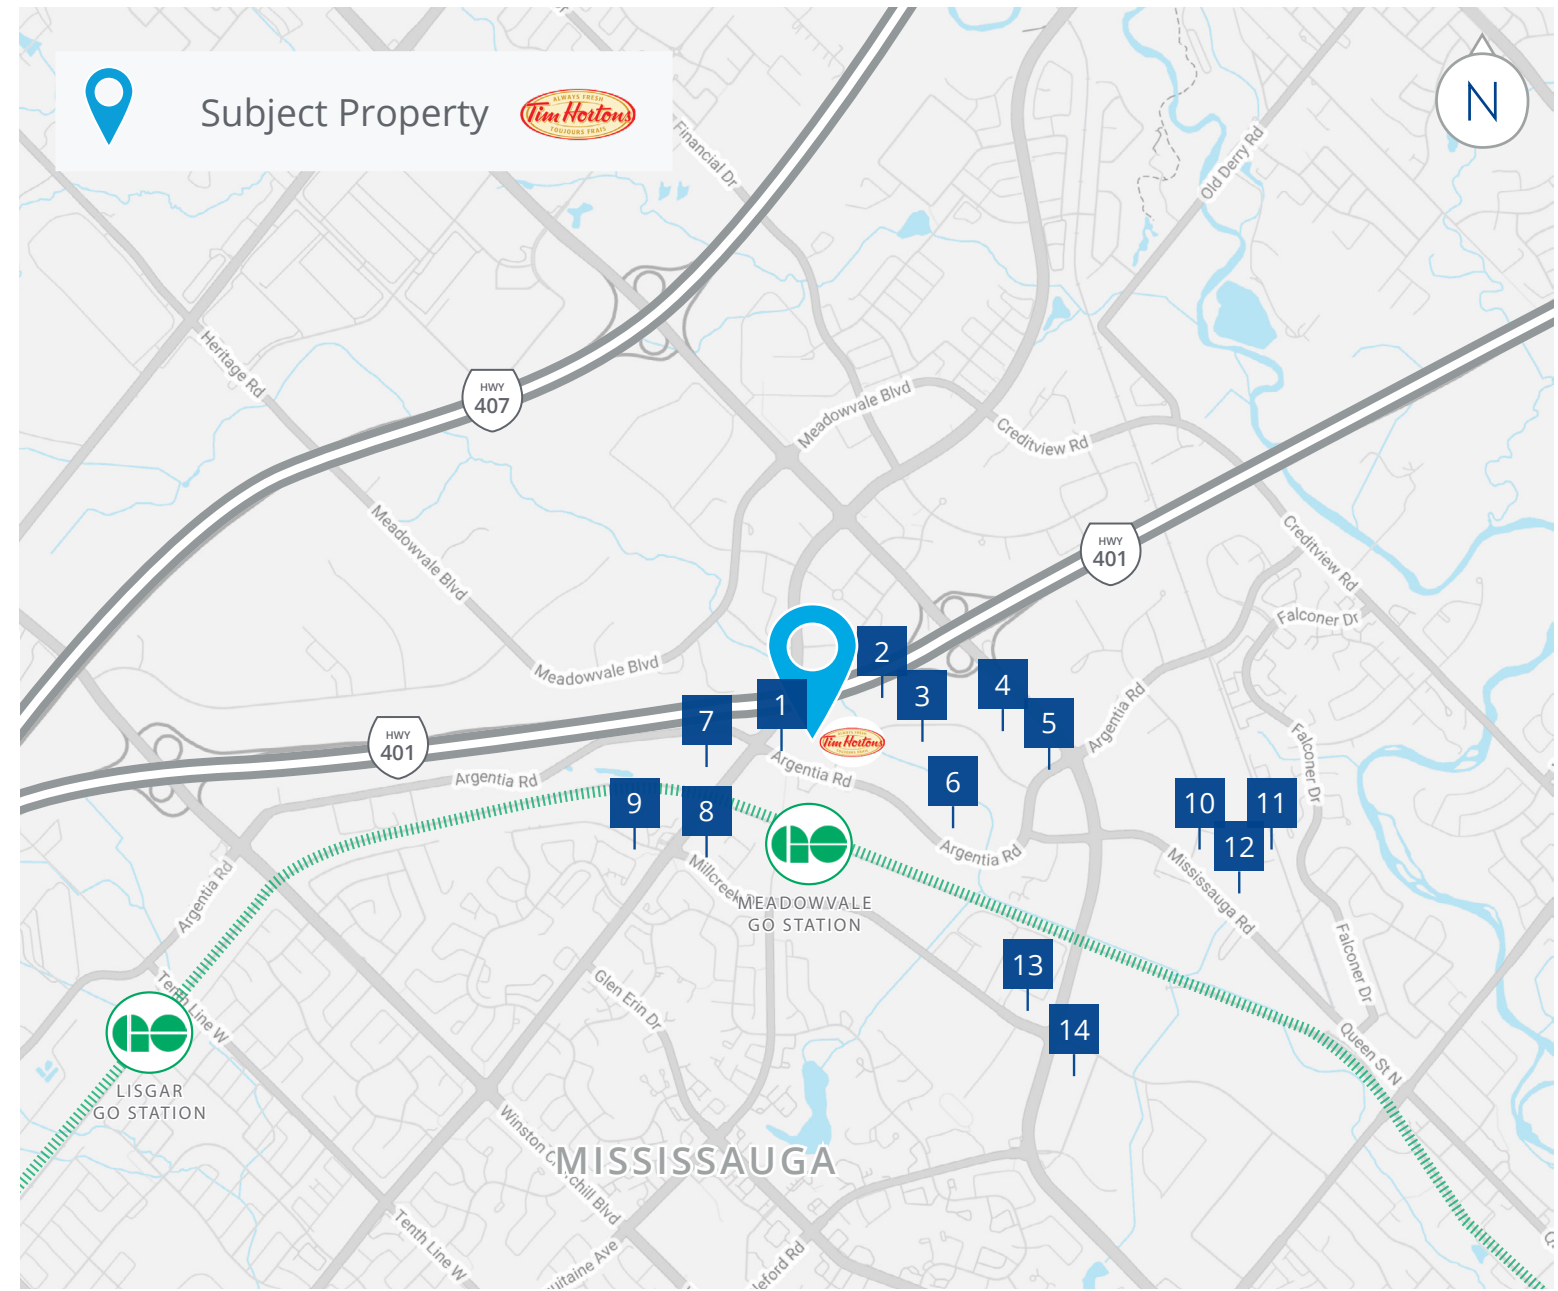 ALWAYS FRESH
Subject Property
Tim Hortons
TOUJOURS FRAIS
N
Financial Dr
Old Derry Rd
Heritage Rd
HWY
407
Meadowvale Blvd
Creditview Rd
Meadowvale Blvd
HWY
401
Creditview Rd
Falconer Dr
Meadowvale Blvd
2
4
3
1
7
5
Argentia Rd
Tim Hortons
HWY
401
Argentia Rd
Argentia Rd
Falconer Dr
6
9
8
10
11
12
Argentia Rd
Millcreek
Mississauga Rd
Argentia Rd
MEADOWVALE
GO STATION
Falconer Dr
13
Tenth Line W
Glen Erin Dr
14
Queen St N
LISGAR
GO STATION
MISSISSAUGA
Tenth Line W